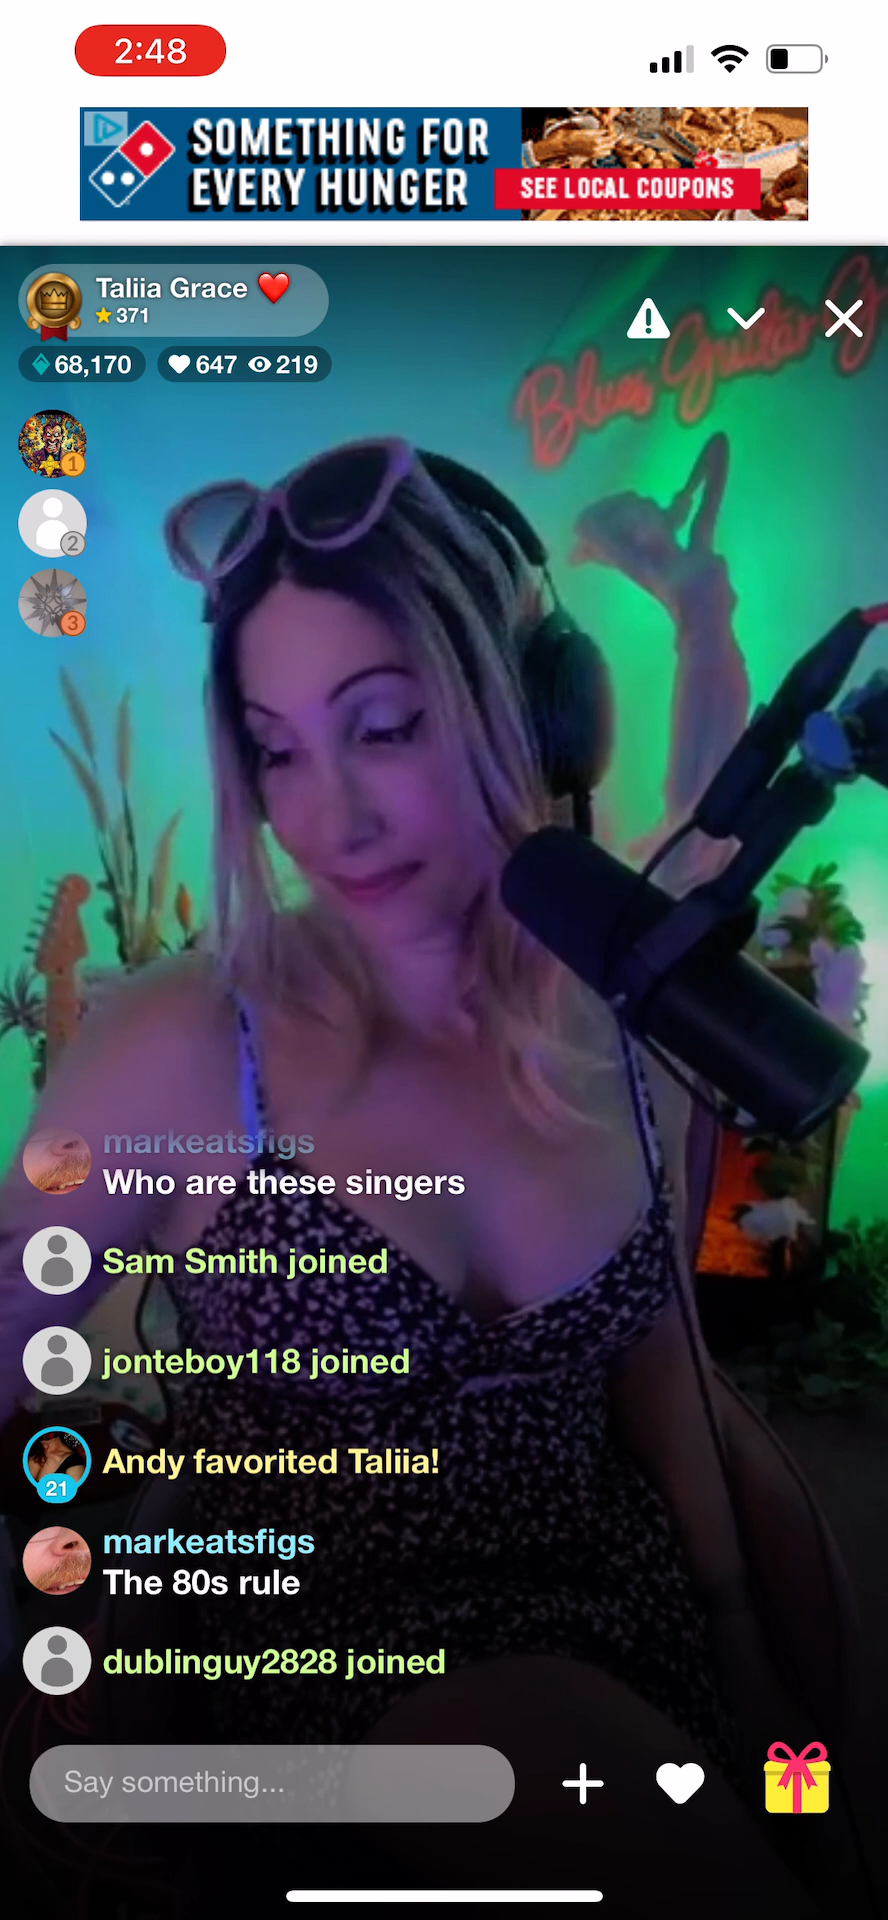 2:48
SOMETHING FOR
EVERY HUNGER
SEE LOCAL COUPONS
Taliia Grace ❤️
371
68,170
647
219
Blues Guitar G
1
2
3
markeatsfigs
Who are these singers
Sam Smith joined
jonteboy118 joined
Andy favorited Taliia!
21
markeatsfigs
The 80s rule
dublinguy2828 joined
Say something...